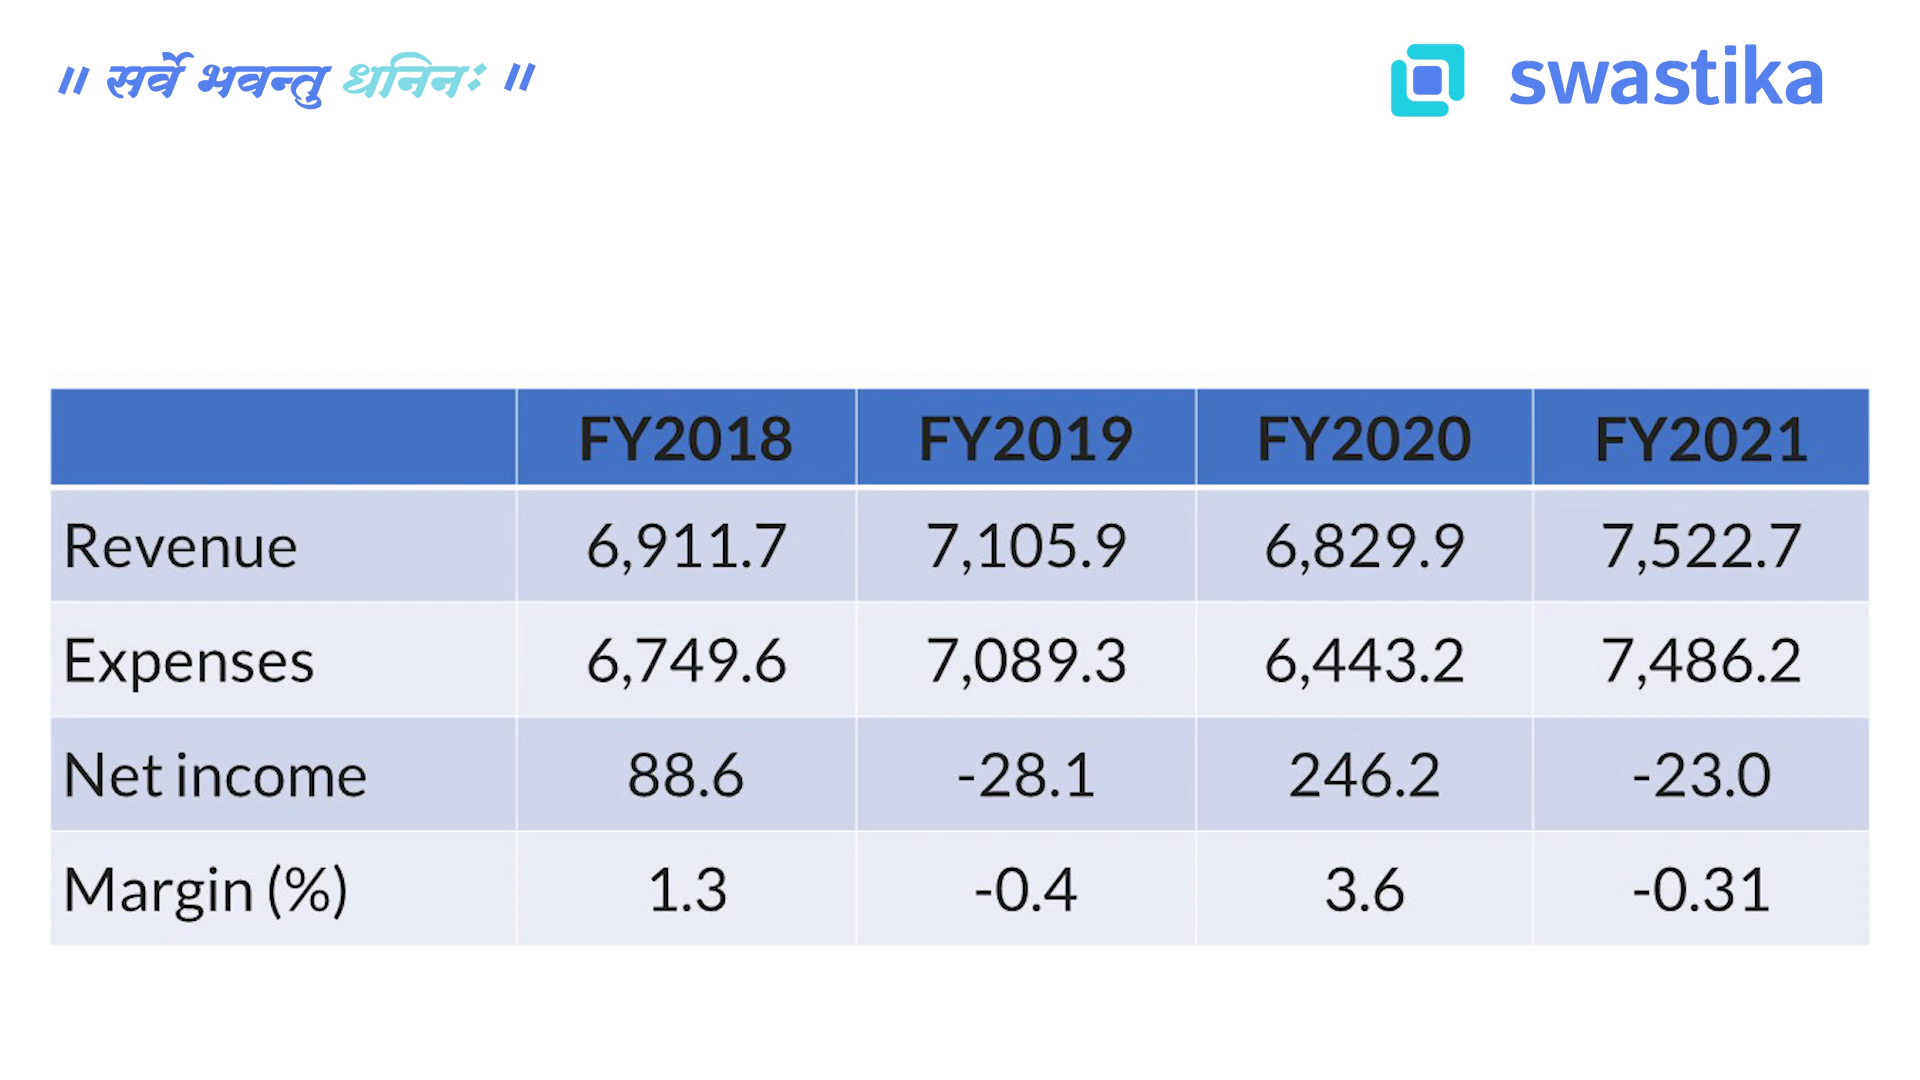 ॥ सर्वे भवन्तु धनिनः ॥
swastika
FY2018 FY2019 FY2020 FY2021
Revenue 6,911.7 7,105.9 6,829.9 7,522.7
Expenses 6,749.6 7,089.3 6,443.2 7,486.2
Net income 88.6 -28.1 246.2 -23.0
Margin (%) 1.3 -0.4 3.6 -0.31